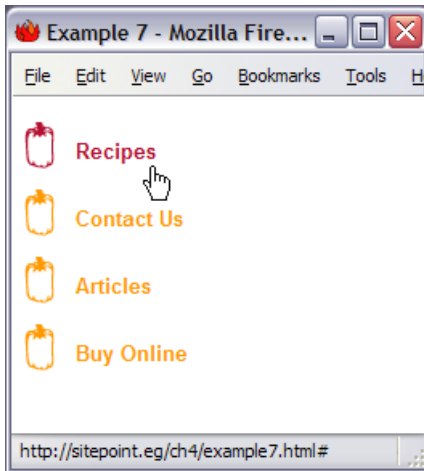 Example 7 - Mozilla Fire...
File Edit View Go Bookmarks Tools
Recipes
Contact Us
Articles
Buy Online
http://sitepoint.eg/ch4/example7.html#